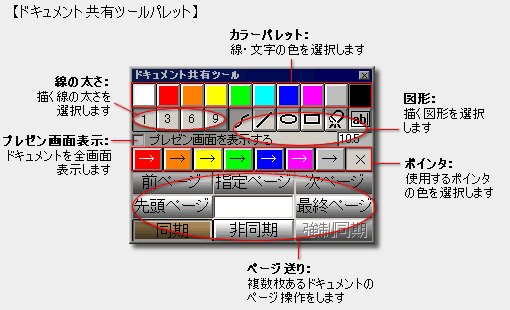 【ドキュメント共有ツールパレット】
カラーパレット:
線・文字の色を選択します
線の太さ:
描く線の太さを
選択します
プレゼン画面表示:
ドキュメントを全画面
表示します
ドキュメント共有ツール
1 3 6 9 ab
プレゼン画面を表示する 10.5
前ページ 指定ページ 次ページ
先頭ページ 最終ページ
同期 非同期 強制同期
図形:
描く図形を選択
します
ポインタ:
使用するポインタ
の色を選択します
ページ送り:
複数枚あるドキュメントの
ページ操作をします